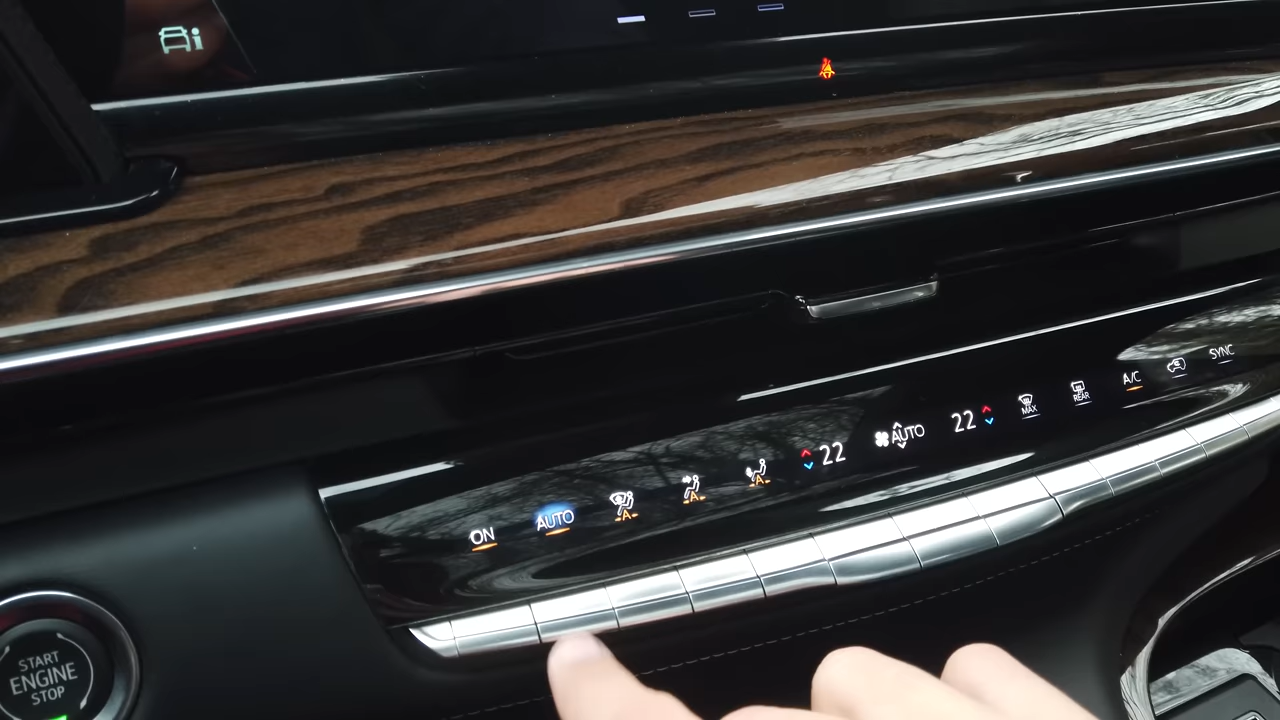 ON
AUTO
A
A
A
22
AUTO
22
MAX
REAR
A/C
SYNC
START
ENGINE
STOP